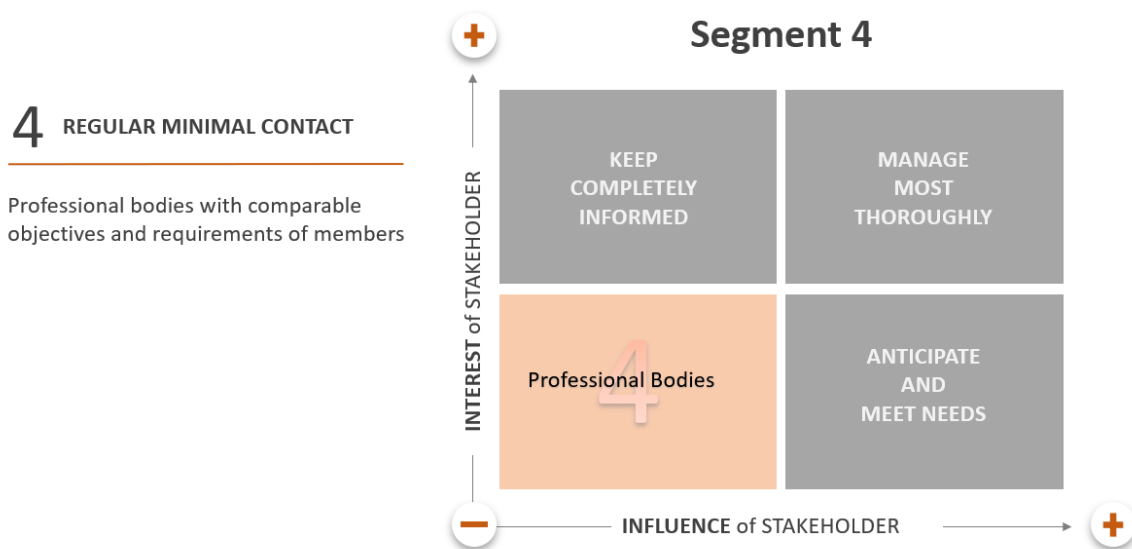 Segment 4
4 REGULAR MINIMAL CONTACT
Professional bodies with comparable
objectives and requirements of members
INTEREST of STAKEHOLDER
KEEP
COMPLETELY
INFORMED
MANAGE
MOST
THOROUGHLY
4
Professional Bodies
ANTICIPATE
AND
MEET NEEDS
INFLUENCE of STAKEHOLDER